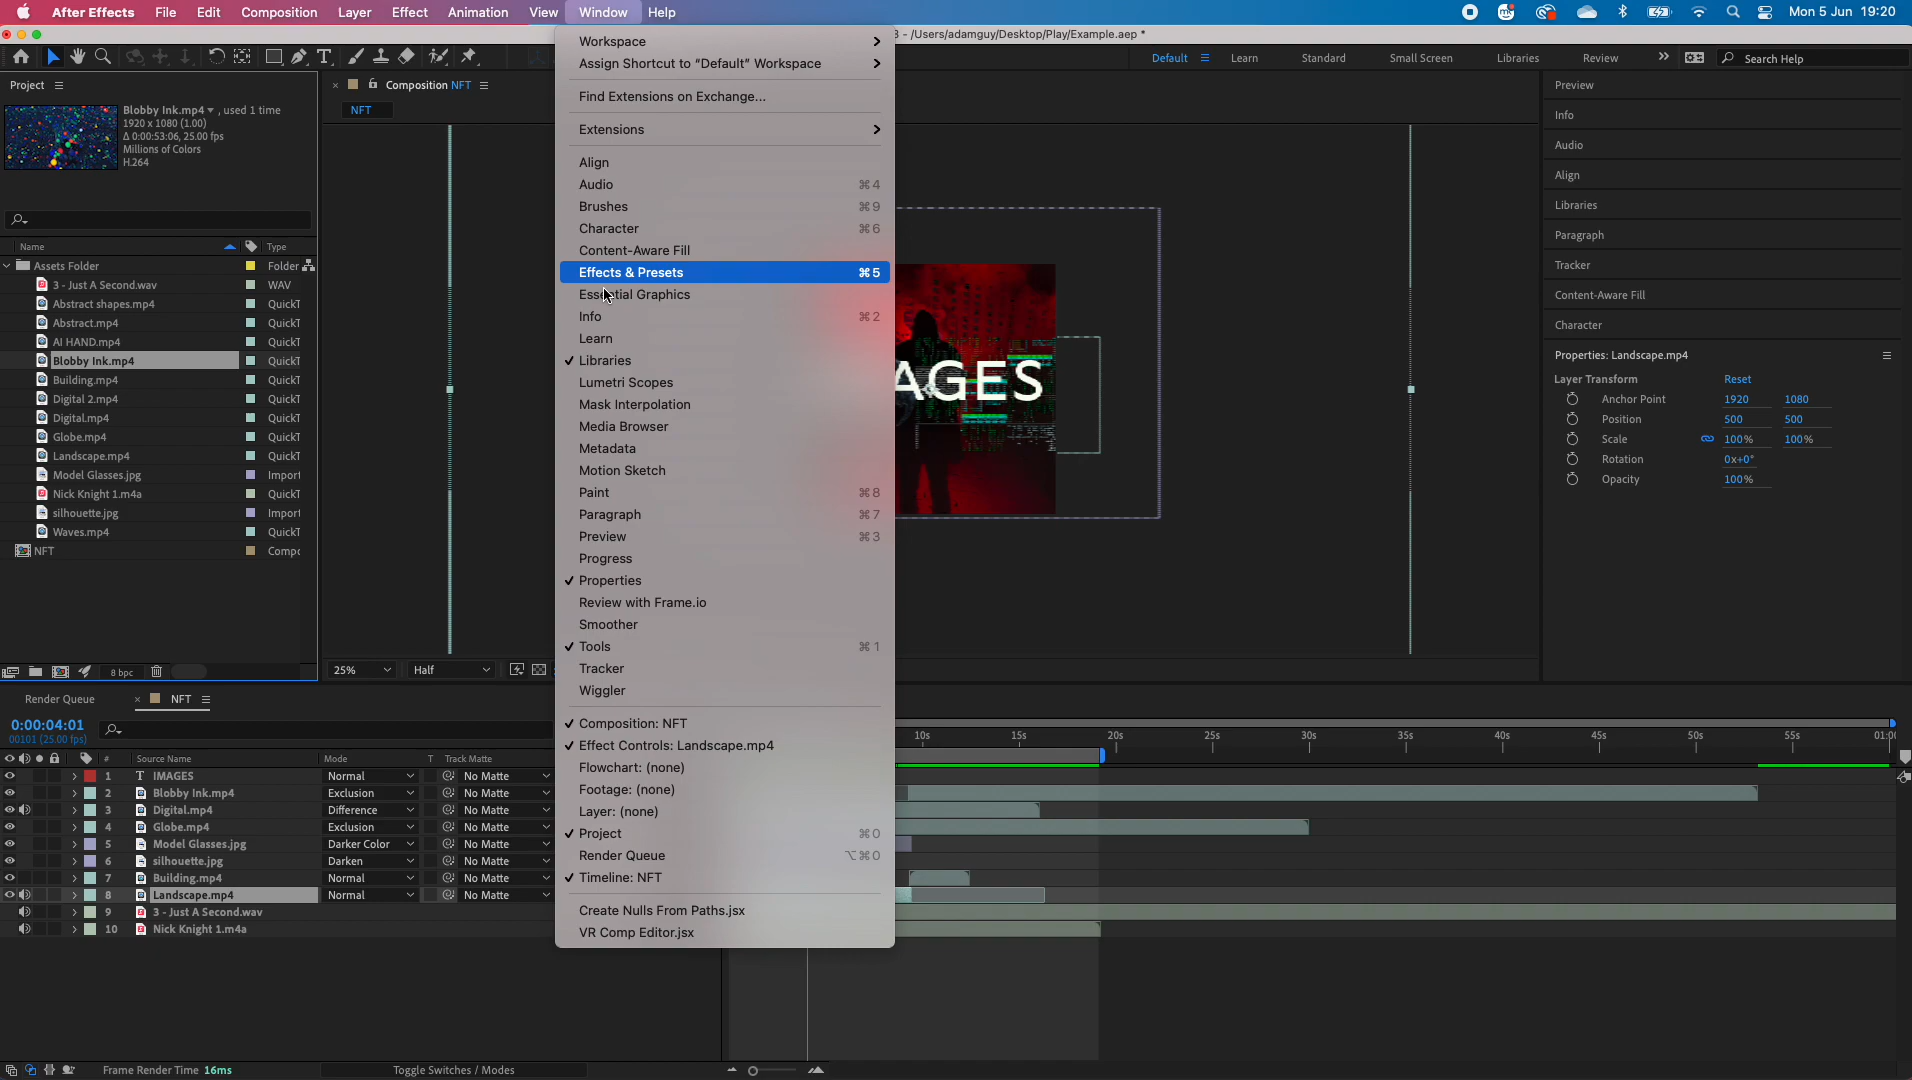 After Effects File Edit Composition Layer Effect Animation View Window Help Mon 5 Jun 19:20
3 - /Users/adamguy/Desktop/Play/Example.aep *
Default Learn Standard Small Screen Libraries Review Search Help
Project
Blobby Ink.mp4 , used 1 time
1920 x 1080 (1.00)
Δ 0:00:53:06, 25.00 fps
Millions of Colors
H.264
Name Type
Assets Folder Folder
3 - Just A Second.wav WAV
Abstract shapes.mp4 QuickT
Abstract.mp4 QuickT
AI HAND.mp4 QuickT
Blobby Ink.mp4 QuickT
Building.mp4 QuickT
Digital 2.mp4 QuickT
Digital.mp4 QuickT
Globe.mp4 QuickT
Landscape.mp4 QuickT
Model Glasses.jpg Import
Nick Knight 1.m4a QuickT
silhouette.jpg Import
Waves.mp4 QuickT
NFT Compo
8 bpc
Composition NFT
NFT
AGES
25% Half
Workspace
Assign Shortcut to “Default” Workspace
Find Extensions on Exchange...
Extensions
Align
Audio ⌘4
Brushes ⌘9
Character ⌘6
Content-Aware Fill
Effects & Presets ⌘5
Essential Graphics
Info ⌘2
Learn
✓ Libraries
Lumetri Scopes
Mask Interpolation
Media Browser
Metadata
Motion Sketch
Paint ⌘8
Paragraph ⌘7
Preview ⌘3
Progress
✓ Properties
Review with Frame.io
Smoother
✓ Tools ⌘1
Tracker
Wiggler
✓ Composition: NFT
✓ Effect Controls: Landscape.mp4
Flowchart: (none)
Footage: (none)
Layer: (none)
✓ Project ⌘0
Render Queue ⌥⌘0
✓ Timeline: NFT
Create Nulls From Paths.jsx
VR Comp Editor.jsx
Preview
Info
Audio
Align
Libraries
Paragraph
Tracker
Content-Aware Fill
Character
Properties: Landscape.mp4
Layer Transform Reset
Anchor Point 1920 1080
Position 500 500
Scale 100% 100%
Rotation 0x+0°
Opacity 100%
Render Queue NFT
0:00:04:01
00101 (25.00 fps)
# Source Name Mode T Track Matte
10s 15s 20s 25s 30s 35s 40s 45s 50s 55s 01:00
1 T IMAGES Normal No Matte
2 Blobby Ink.mp4 Exclusion No Matte
3 Digital.mp4 Difference No Matte
4 Globe.mp4 Exclusion No Matte
5 Model Glasses.jpg Darker Color No Matte
6 silhouette.jpg Darken No Matte
7 Building.mp4 Normal No Matte
8 Landscape.mp4 Normal No Matte
9 3 - Just A Second.wav
10 Nick Knight 1.m4a
Frame Render Time 16ms Toggle Switches / Modes